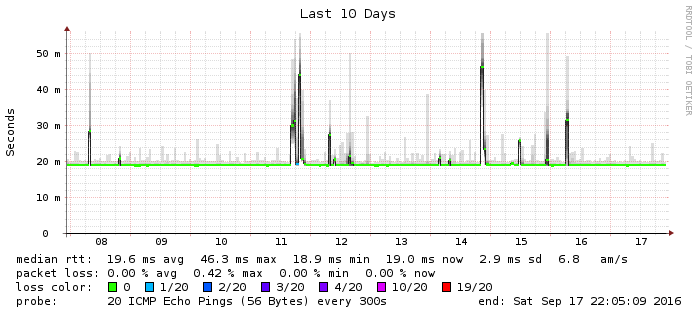 Last 10 Days
RRDTOOL / TOBI OETIKER
Seconds
50 m
40 m
30 m
20 m
10 m
0
08 09 10 11 12 13 14 15 16 17
median rtt: 19.6 ms avg 46.3 ms max 18.9 ms min 19.0 ms now 2.9 ms sd 6.8 am/s
packet loss: 0.00 % avg 0.42 % max 0.00 % min 0.00 % now
loss color: 0 1/20 2/20 3/20 4/20 10/20 19/20
probe: 20 ICMP Echo Pings (56 Bytes) every 300s end: Sat Sep 17 22:05:09 2016